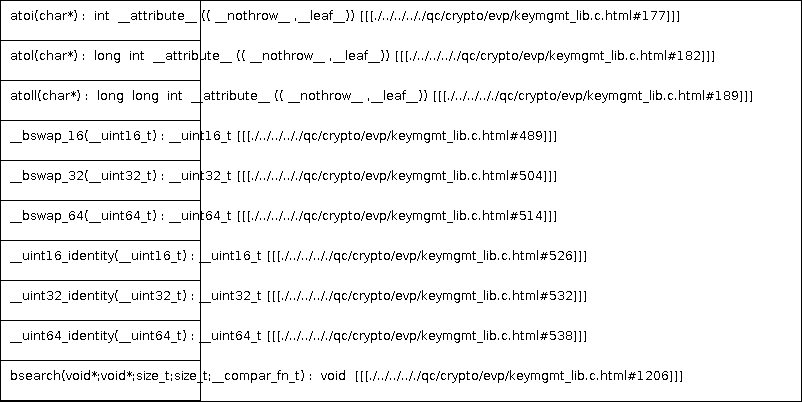 atoi(char*) : int __attribute__ (( __nothrow__ ,__leaf__)) [[[./../../../qc/crypto/evp/keymgmt_lib.c.html#177]]]
atol(char*) : long int __attribute__ (( __nothrow__ ,__leaf__)) [[[./../../../qc/crypto/evp/keymgmt_lib.c.html#182]]]
atoll(char*) : long long int __attribute__ (( __nothrow__ ,__leaf__)) [[[./../../../qc/crypto/evp/keymgmt_lib.c.html#189]]]
__bswap_16(__uint16_t) : __uint16_t [[[./../../../qc/crypto/evp/keymgmt_lib.c.html#489]]]
__bswap_32(__uint32_t) : __uint32_t [[[./../../../qc/crypto/evp/keymgmt_lib.c.html#504]]]
__bswap_64(__uint64_t) : __uint64_t [[[./../../../qc/crypto/evp/keymgmt_lib.c.html#514]]]
__uint16_identity(__uint16_t) : __uint16_t [[[./../../../qc/crypto/evp/keymgmt_lib.c.html#526]]]
__uint32_identity(__uint32_t) : __uint32_t [[[./../../../qc/crypto/evp/keymgmt_lib.c.html#532]]]
__uint64_identity(__uint64_t) : __uint64_t [[[./../../../qc/crypto/evp/keymgmt_lib.c.html#538]]]
bsearch(void*;void*;size_t;size_t;__compar_fn_t) : void [[[./../../../qc/crypto/evp/keymgmt_lib.c.html#1206]]]